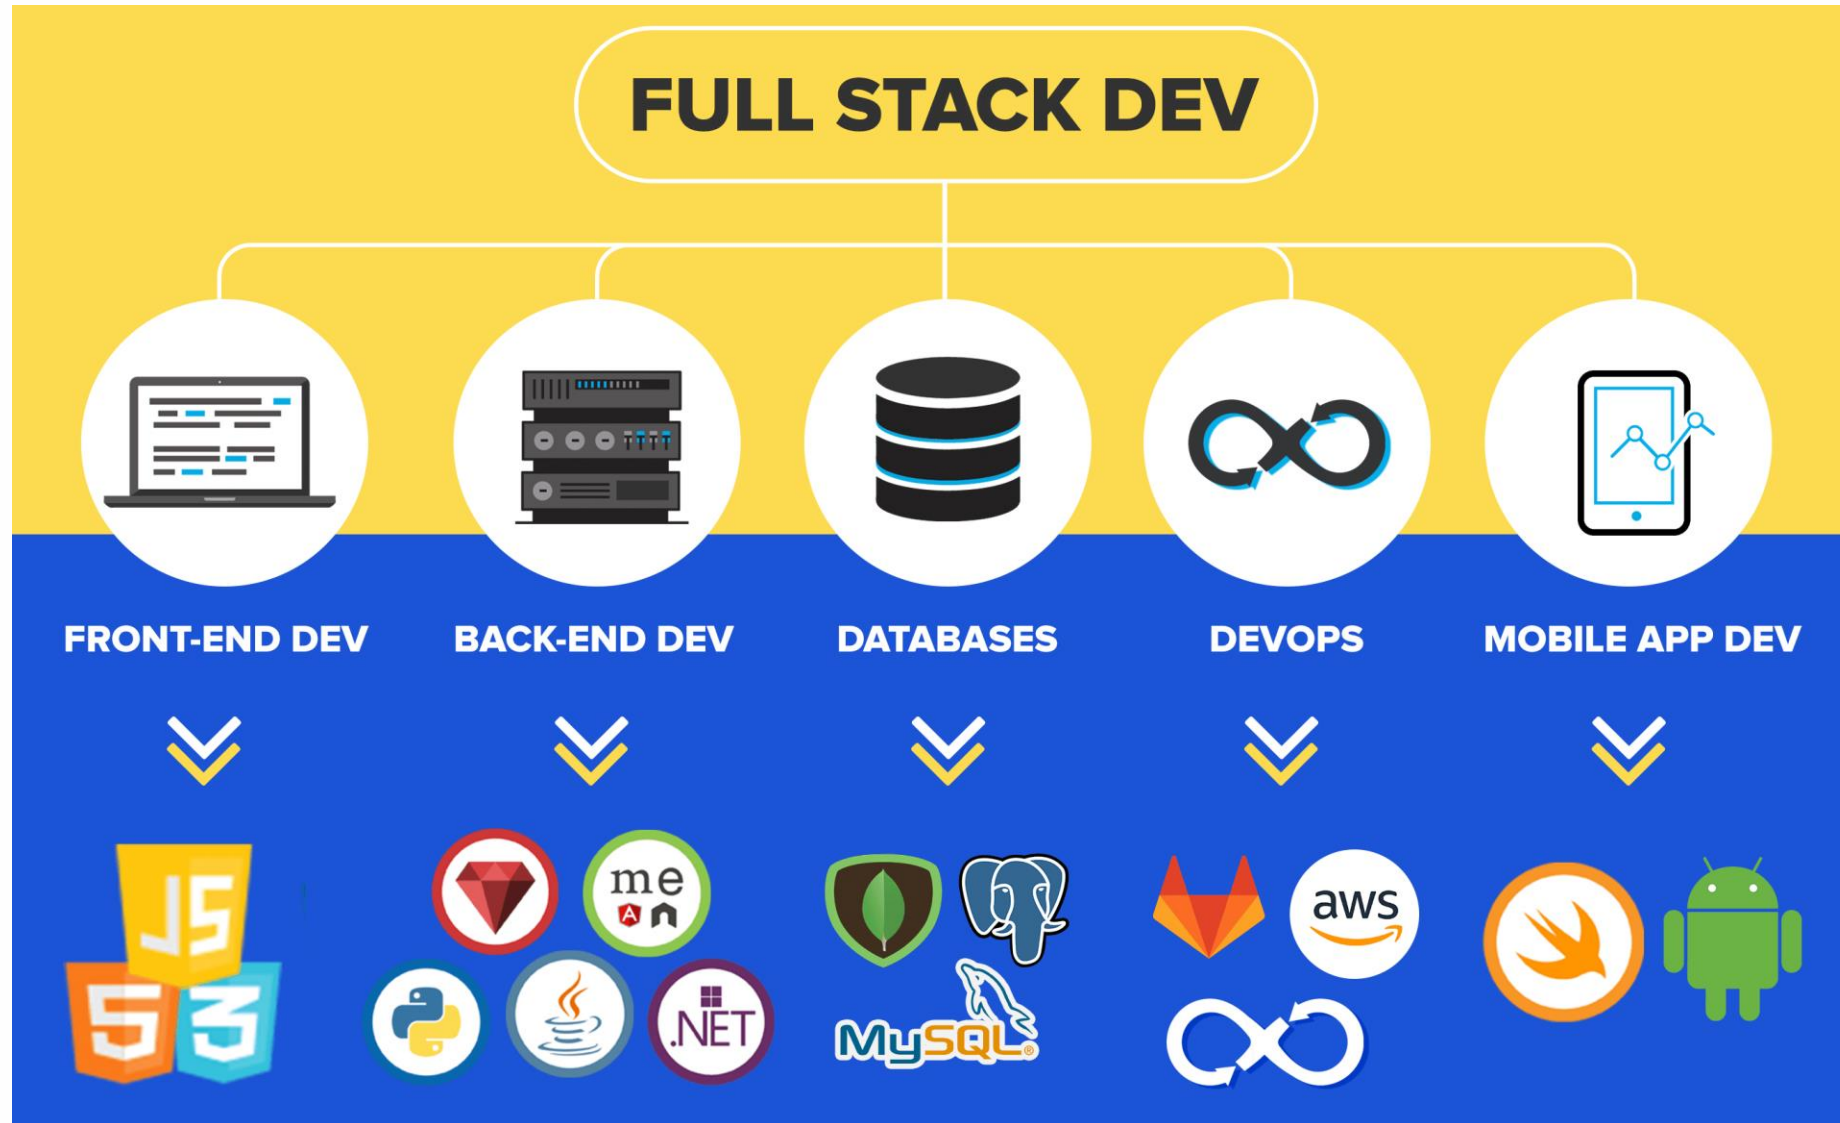 FULL STACK DEV
FRONT-END DEV
BACK-END DEV
DATABASES
DEVOPS
MOBILE APP DEV
JS
5
3
me
A n
.NET
MySQL®
aws